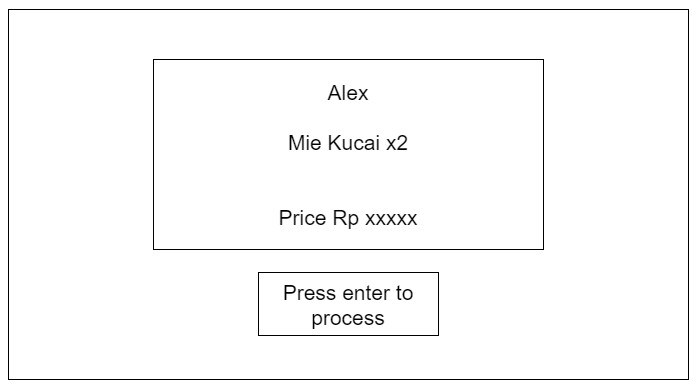 Alex
Mie Kucai x2
Price Rp xxxxx
Press enter to
process